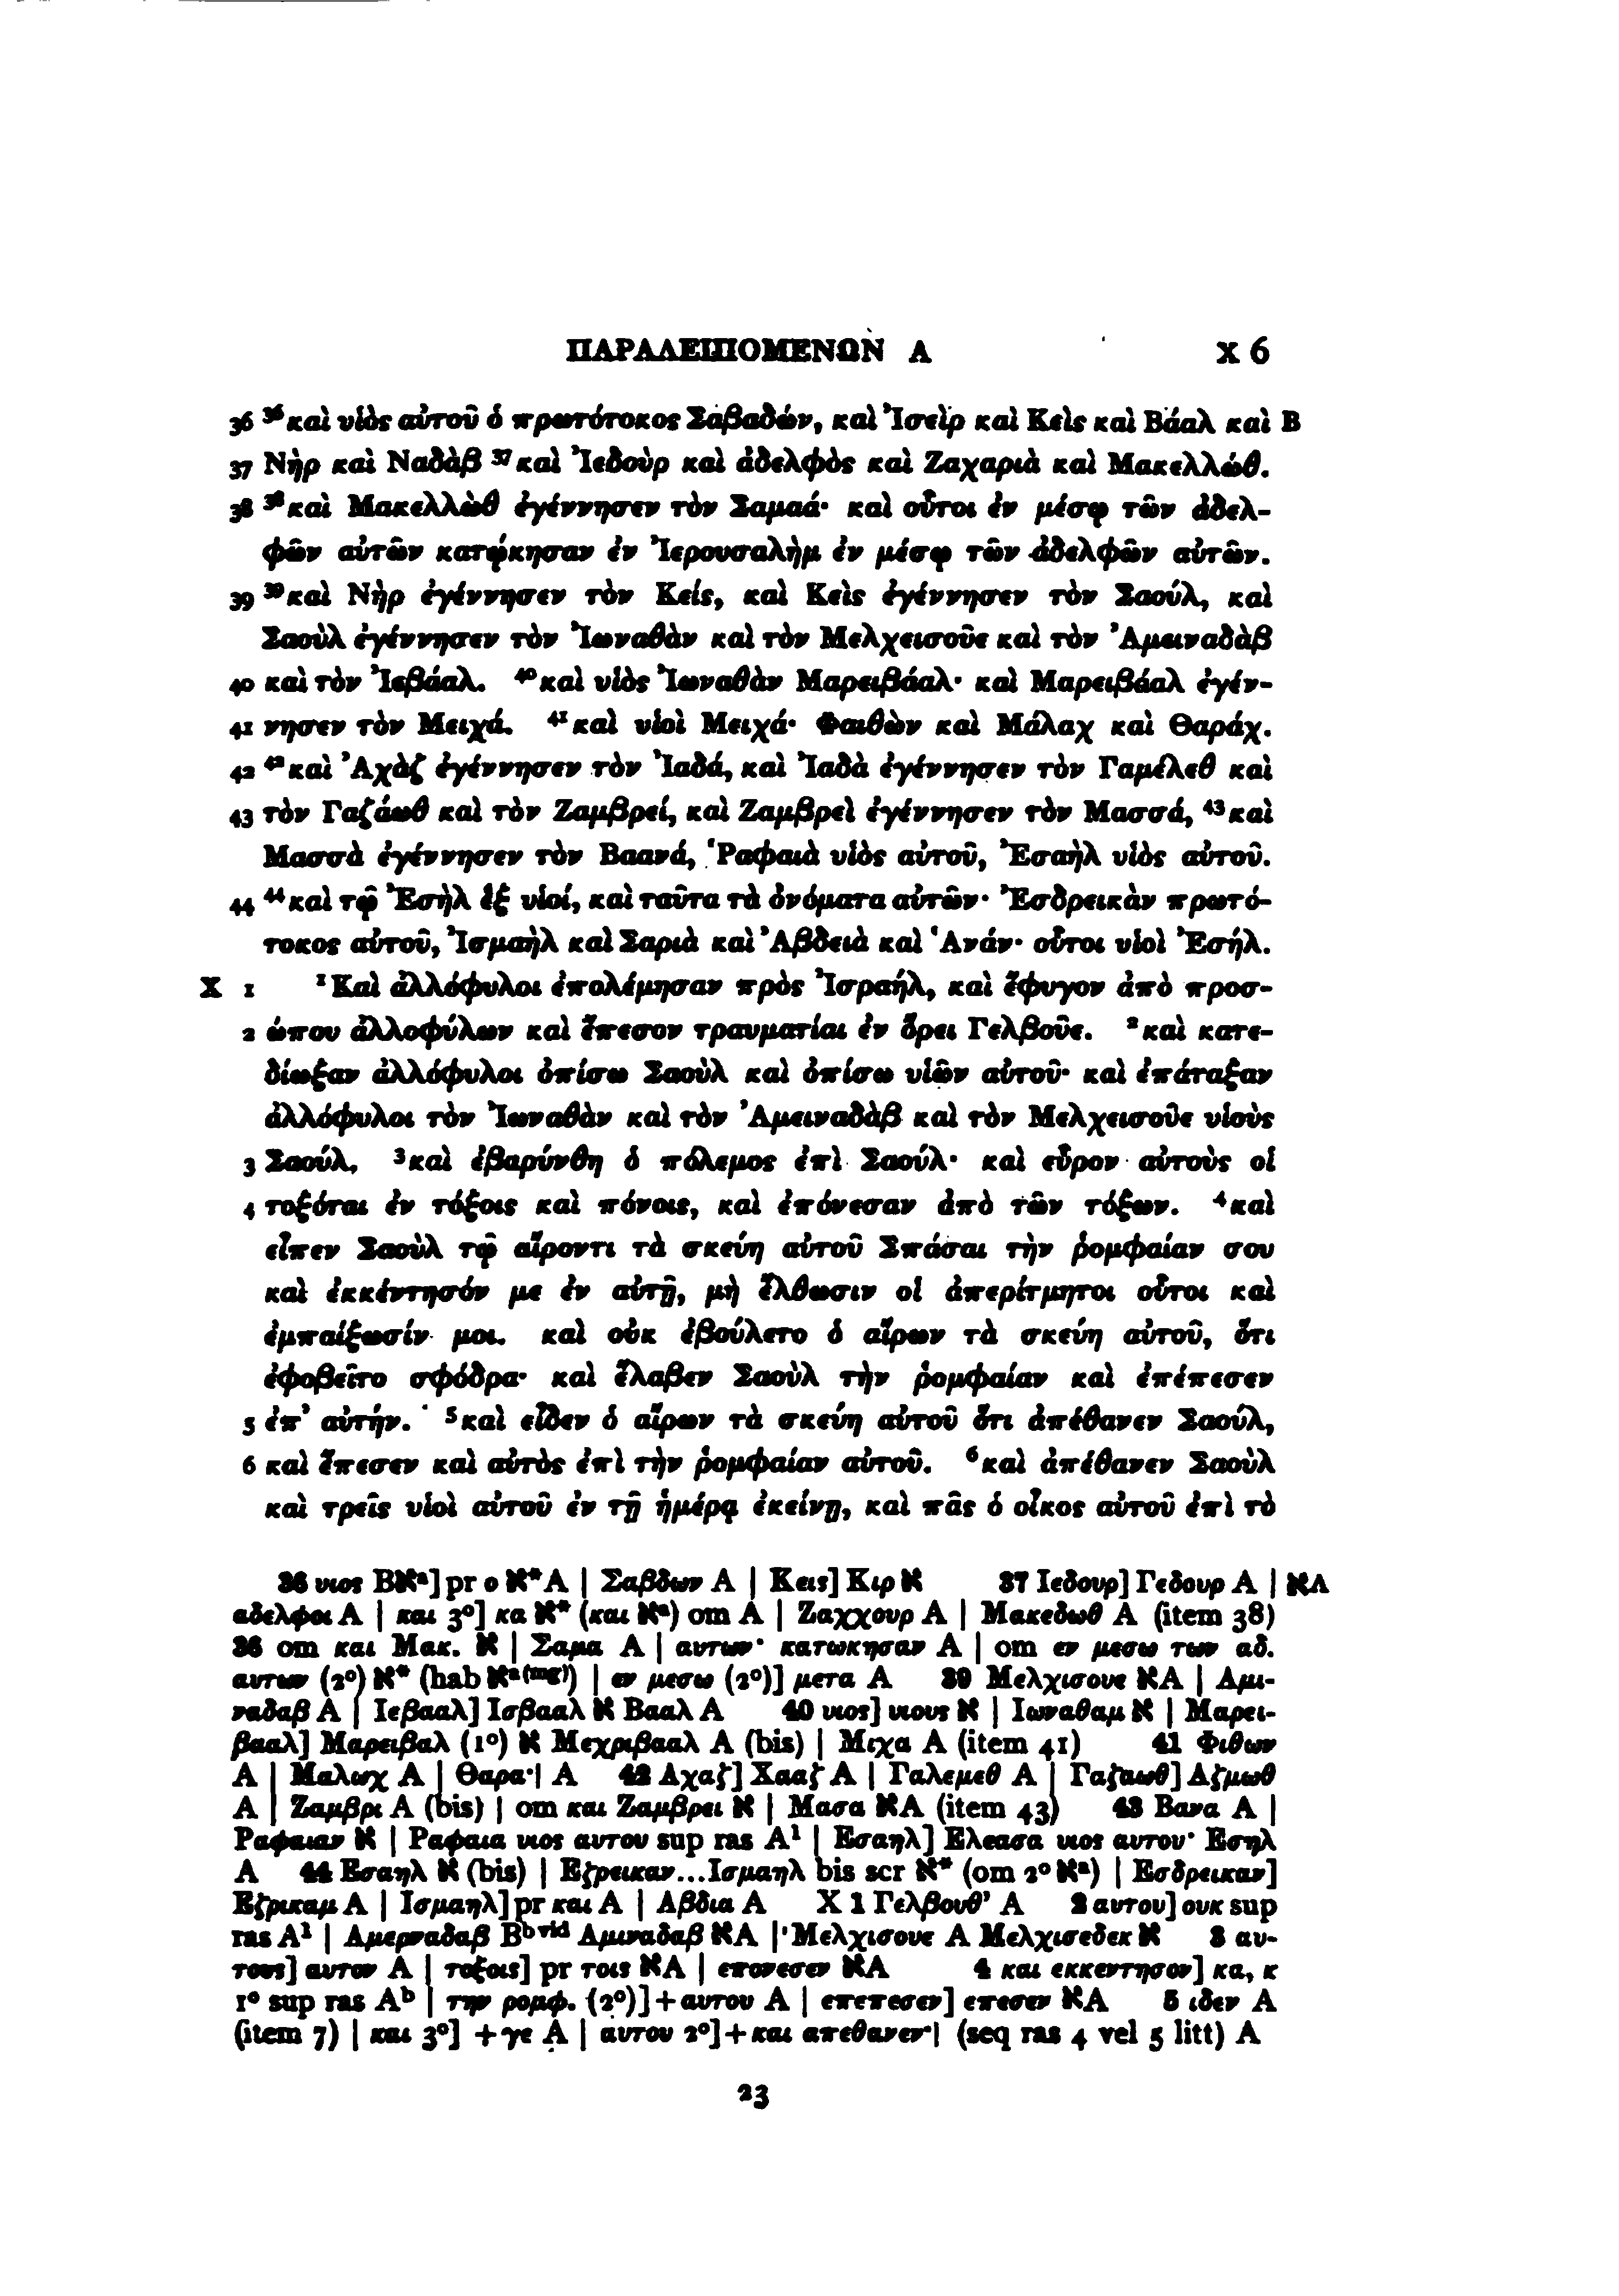 ΠΑΡΑΛΕΙΠΟΜΕΝΩΝ Α X 6
36 ³⁶καὶ υἱὸς αὐτοῦ ὁ πρωτότοκος Σαβαδών, καὶ Ἰσεὶρ καὶ Κεὶς καὶ Βάαλ καὶ B
37 Νὴρ καὶ Ναδὰβ ³⁷καὶ Ἰεδοὺρ καὶ ἀδελφὸς καὶ Ζαχαριὰ καὶ Μακελλώθ.
38 ³⁸καὶ Μακελλὼθ ἐγέννησεν τὸν Σαμαά· καὶ οὗτοι ἐν μέσῳ τῶν ἀδελ-
φῶν αὐτῶν κατῴκησαν ἐν Ἰερουσαλὴμ ἐν μέσῳ τῶν ἀδελφῶν αὐτῶν.
39 ³⁹καὶ Νὴρ ἐγέννησεν τὸν Κείς, καὶ Κεὶς ἐγέννησεν τὸν Σαούλ, καὶ
Σαοὺλ ἐγέννησεν τὸν Ἰωναθὰν καὶ τὸν Μελχεισοῦε καὶ τὸν Ἀμειναδὰβ
40 καὶ τὸν Ἰεβάαλ. ⁴⁰καὶ υἱὸς Ἰωναθὰν Μαρειβάαλ· καὶ Μαρειβάαλ ἐγέν-
41 νησεν τὸν Μειχά. ⁴¹καὶ υἱοὶ Μειχά· Φαιθὼν καὶ Μάλαχ καὶ Θαράχ.
42 ⁴²καὶ Ἀχὰζ ἐγέννησεν τὸν Ἰαδά, καὶ Ἰαδὰ ἐγέννησεν τὸν Γαμέλεθ καὶ
43 τὸν Γαζάωθ καὶ τὸν Ζαμβρεί, καὶ Ζαμβρεὶ ἐγέννησεν τὸν Μασσά, ⁴³καὶ
Μασσὰ ἐγέννησεν τὸν Βαανά, Ῥαφαιὰ υἱὸς αὐτοῦ, Ἐσαὴλ υἱὸς αὐτοῦ.
44 ⁴⁴καὶ τῷ Ἐσὴλ ἓξ υἱοί, καὶ ταῦτα τὰ ὀνόματα αὐτῶν· Ἐσδρεικὰν πρωτό-
τοκος αὐτοῦ, Ἰσμαὴλ καὶ Σαριὰ καὶ Ἀβδειὰ καὶ Ἁνάν· οὗτοι υἱοὶ Ἐσήλ.
X 1 ¹Καὶ ἀλλόφυλοι ἐπολέμησαν πρὸς Ἰσραήλ, καὶ ἔφυγον ἀπὸ προσ-
2 ώπου ἀλλοφύλων καὶ ἔπεσον τραυματίαι ἐν ὄρει Γελβοῦε. ²καὶ κατε-
δίωξαν ἀλλόφυλοι ὀπίσω Σαοὺλ καὶ ὀπίσω υἱῶν αὐτοῦ· καὶ ἐπάταξαν
ἀλλόφυλοι τὸν Ἰωναθὰν καὶ τὸν Ἀμειναδὰβ καὶ τὸν Μελχεισοῦε υἱοὺς
3 Σαούλ. ³καὶ ἐβαρύνθη ὁ πόλεμος ἐπὶ Σαούλ· καὶ εὗρον αὐτοὺς οἱ
4 τοξόται ἐν τόξοις καὶ πόνοις, καὶ ἐπόνεσαν ἀπὸ τῶν τόξων. ⁴καὶ
εἶπεν Σαοὺλ τῷ αἴροντι τὰ σκεύη αὐτοῦ Σπάσαι τὴν ῥομφαίαν σου
καὶ ἐκκέντησόν με ἐν αὐτῇ, μὴ ἔλθωσιν οἱ ἀπερίτμητοι οὗτοι καὶ
ἐμπαίξωσίν μοι. καὶ οὐκ ἐβούλετο ὁ αἴρων τὰ σκεύη αὐτοῦ, ὅτι
ἐφοβεῖτο σφόδρα· καὶ ἔλαβεν Σαοὺλ τὴν ῥομφαίαν καὶ ἐπέπεσεν
5 ἐπ’ αὐτήν. ⁵καὶ εἶδεν ὁ αἴρων τὰ σκεύη αὐτοῦ ὅτι ἀπέθανεν Σαούλ,
6 καὶ ἔπεσεν καὶ αὐτὸς ἐπὶ τὴν ῥομφαίαν αὐτοῦ. ⁶καὶ ἀπέθανεν Σαοὺλ
καὶ τρεῖς υἱοὶ αὐτοῦ ἐν τῇ ἡμέρᾳ ἐκείνῃ, καὶ πᾶς ὁ οἶκος αὐτοῦ ἐπὶ τὸ
36 υιος Bאᵃ] pr ο א*A | Σαβδων A | Κεις] Κιρ א 37 Ιεδουρ] Γεδουρ A | אA
αδελφοι A | και 3°] κα א* (και אᵃ) om A | Ζαχχουρ A | Μακεδωθ A (item 38)
38 om και Μακ. א | Σαμα A | αυτων· κατωκησαν A | om εν μεσω των αδ.
αυτων (2°) א* (hab אᵃ⁽ᵐᵍ⁾) | εν μεσω (2°)] μετα A 39 Μελχισουε אA | Αμι-
ναδαβ A | Ιεβααλ] Ισβααλ א Βααλ A 40 υιος] υιους א | Ιωναθαμ א | Μαρει-
βααλ] Μαρειβαλ (1°) א Μεχριβααλ A (bis) | Μιχα A (item 41) 41 Φιθων
A | Μαλωχ A | Θαρα·| A 42 Αχαζ] Χααζ A | Γαλεμεθ A | Γαζαωθ] Αζμωθ
A | Ζαμβρι A (bis) | om και Ζαμβρει א | Μασα אA (item 43) 43 Βανα A |
Ραφαιαν א | Ραφαια υιος αυτου sup ras A¹ | Εσαηλ] Ελεασα υιος αυτου· Εσηλ
A 44 Εσαηλ א (bis) | Εζρεικαν...Ισμαηλ bis scr א* (om 2° אᵃ) | Εσδρεικαν]
Εζρικαμ A | Ισμαηλ] pr και A | Αβδια A X 1 Γελβουθ’ A 2 αυτου] ουκ sup
ras A¹ | Αμερναδαβ Bᵇᵛⁱᵈ Αμιναδαβ אA | Μελχισουε A Μελχισεδεκ א 3 αυ-
τους] αυτον A | τοξοις] pr τοις אA | επονεσεν אA 4 και εκκεντησον] κα, κ
1° sup ras Aᵇ | την ρομφ. (2°)] + αυτου A | επεπεσεν] επεσεν אA 5 ιδεν A
(item 7) | και 3°] + γε A | αυτου 2°] + και απεθανεν·| (seq ras 4 vel 5 litt) A
23